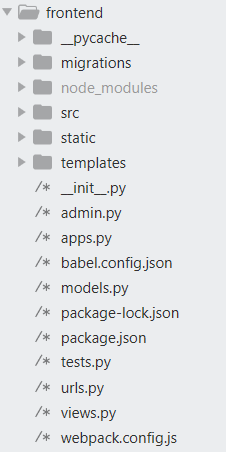 frontend
__pycache__
migrations
node_modules
src
static
templates
/* __init__.py
/* admin.py
/* apps.py
/* babel.config.json
/* models.py
/* package-lock.json
/* package.json
/* tests.py
/* urls.py
/* views.py
/* webpack.config.js